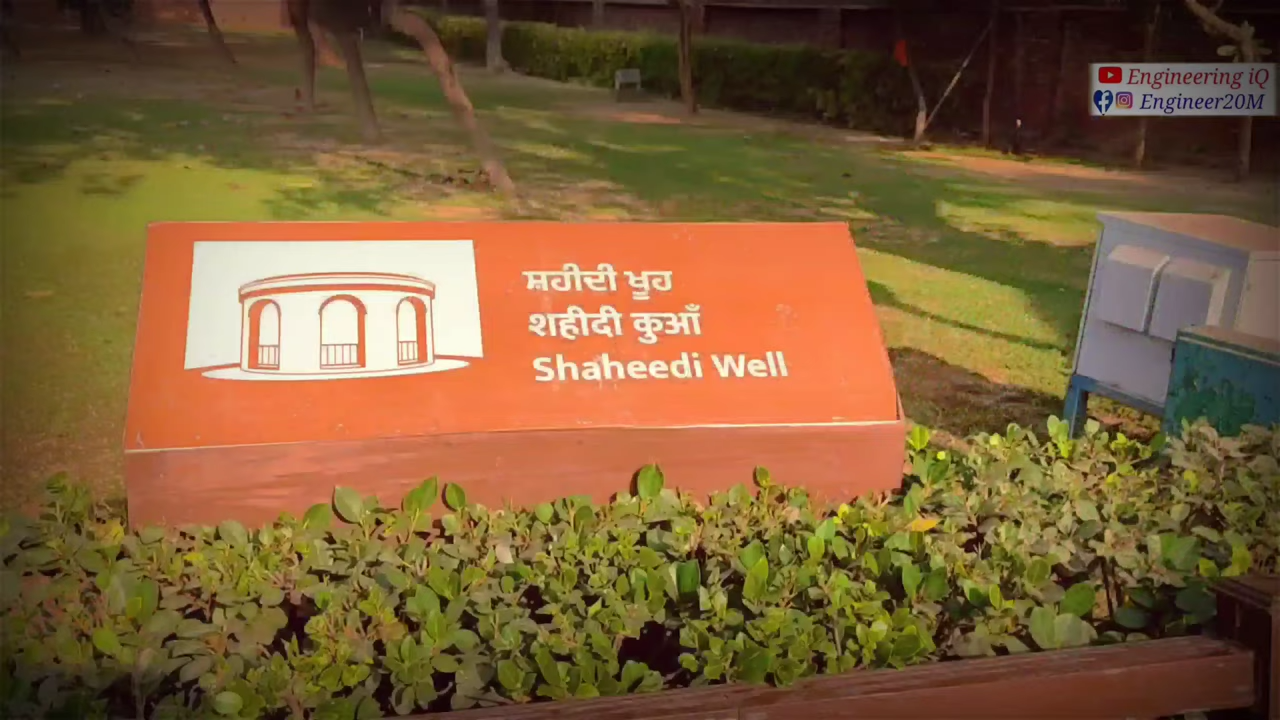 Engineering iQ
Engineer20M
ਸ਼ਹੀਦੀ ਖੂਹ
शहीदी कुआँ
Shaheedi Well